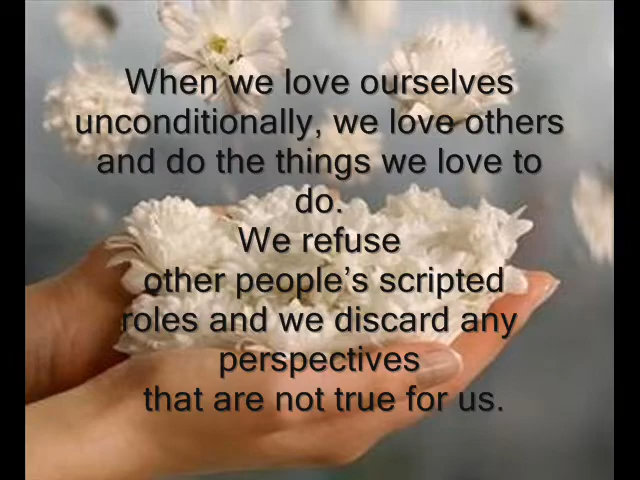 When we love ourselves
unconditionally, we love others
and do the things we love to
do.
We refuse
other people's scripted
roles and we discard any
perspectives
that are not true for us.